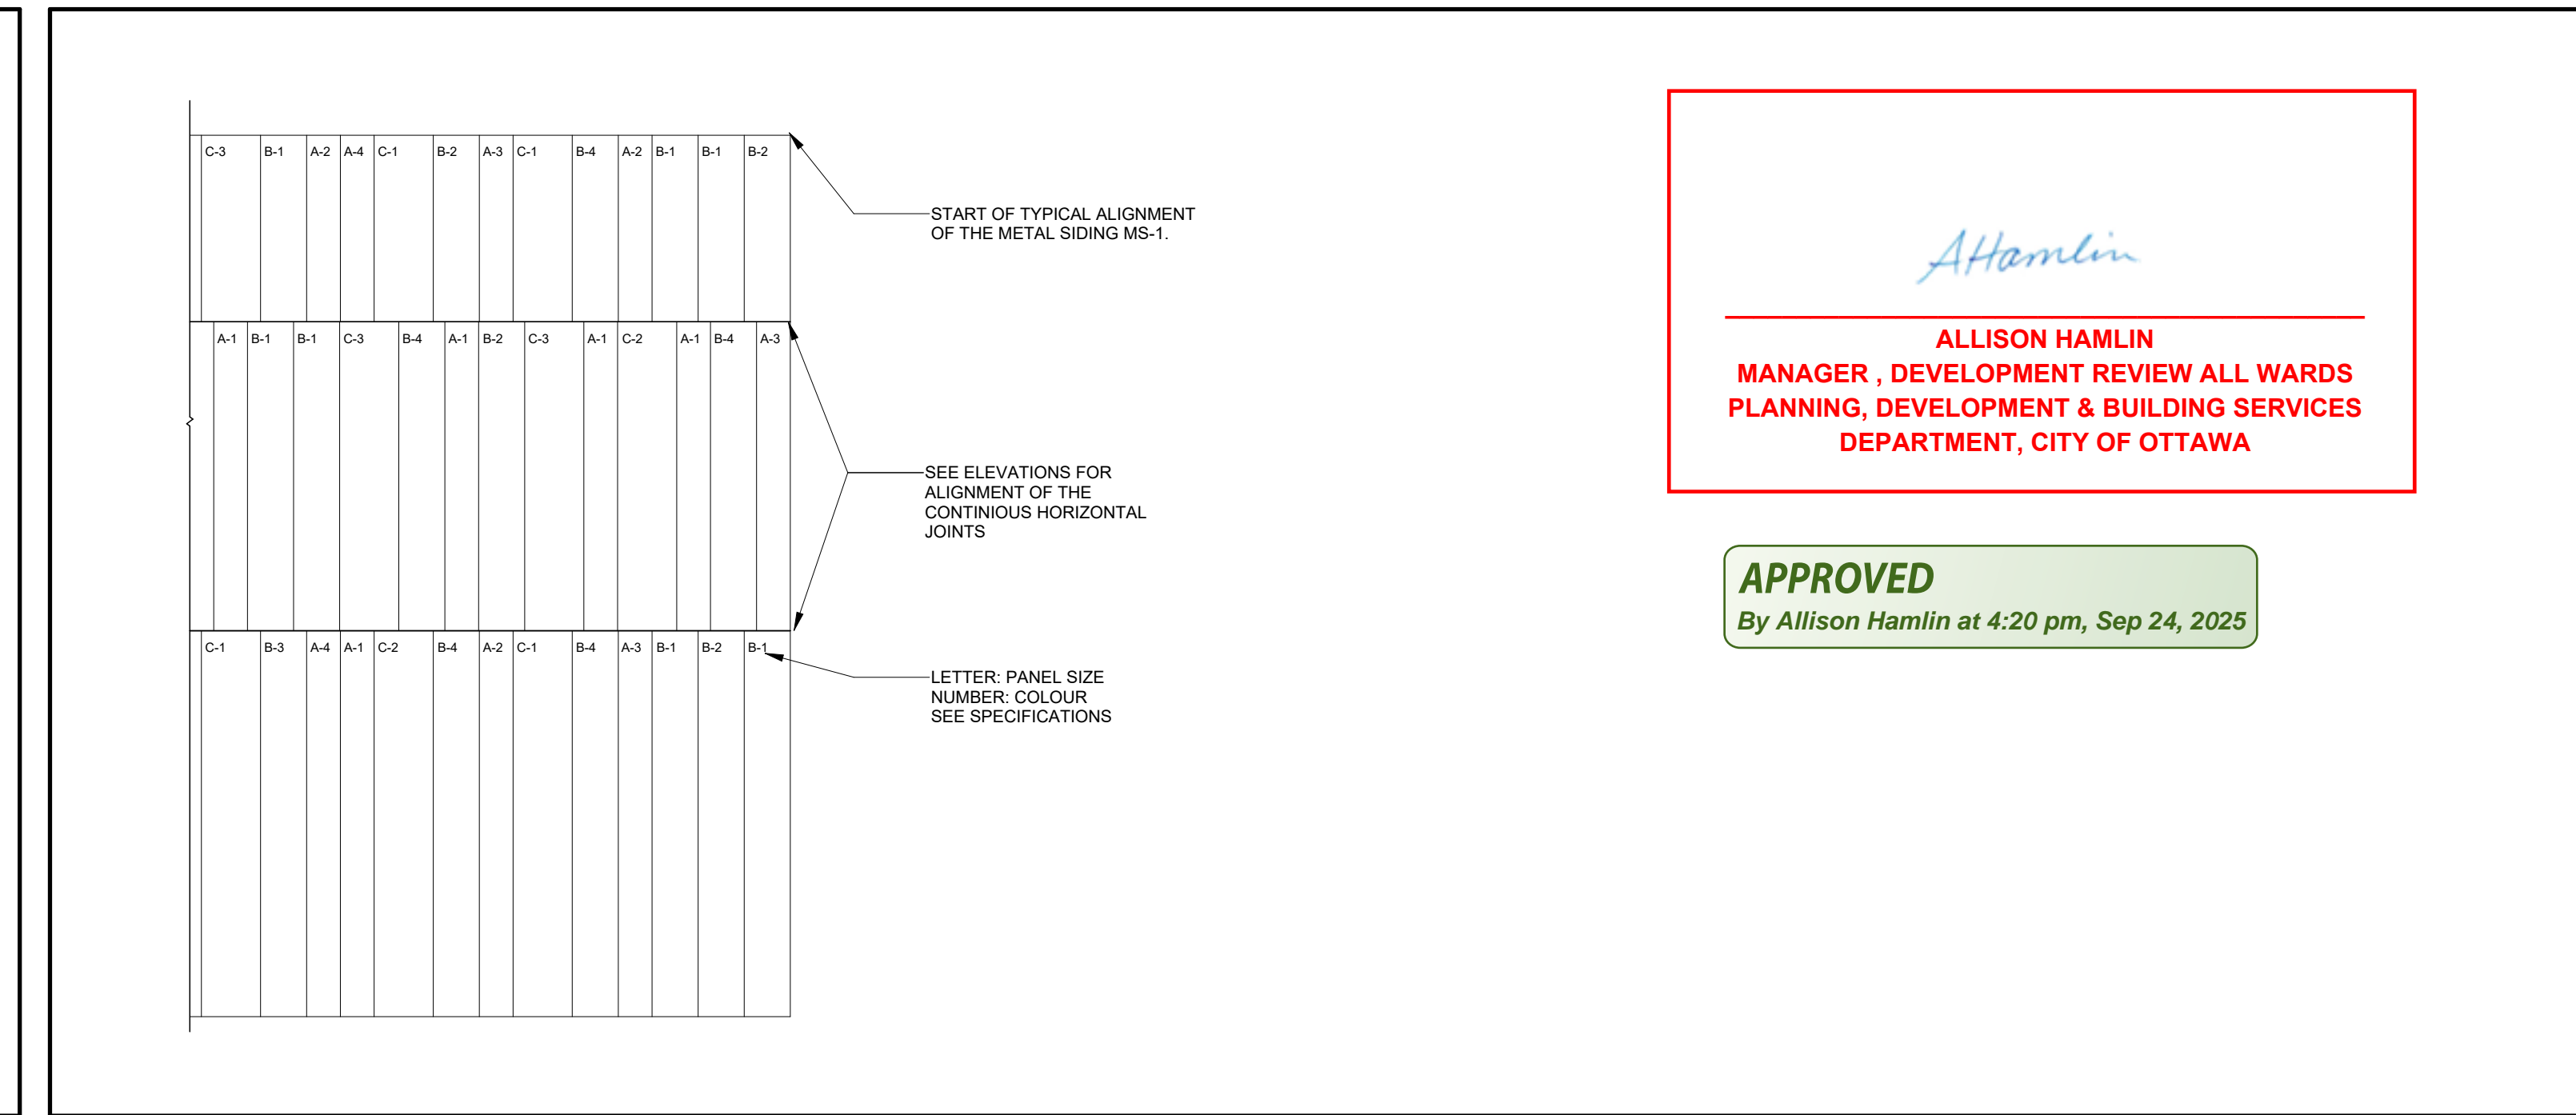 C-3 B-1 A-2 A-4 C-1 B-2 A-3 C-1 B-4 A-2 B-1 B-1 B-2
START OF TYPICAL ALIGNMENT
OF THE METAL SIDING MS-1.
A-1 B-1 B-1 C-3 B-4 A-1 B-2 C-3 A-1 C-2 A-1 B-4 A-3
SEE ELEVATIONS FOR
ALIGNMENT OF THE
CONTINIOUS HORIZONTAL
JOINTS
C-1 B-3 A-4 A-1 C-2 B-4 A-2 C-1 B-4 A-3 B-1 B-2 B-1
LETTER: PANEL SIZE
NUMBER: COLOUR
SEE SPECIFICATIONS
AHamlin
ALLISON HAMLIN
MANAGER , DEVELOPMENT REVIEW ALL WARDS
PLANNING, DEVELOPMENT & BUILDING SERVICES
DEPARTMENT, CITY OF OTTAWA
APPROVED
By Allison Hamlin at 4:20 pm, Sep 24, 2025